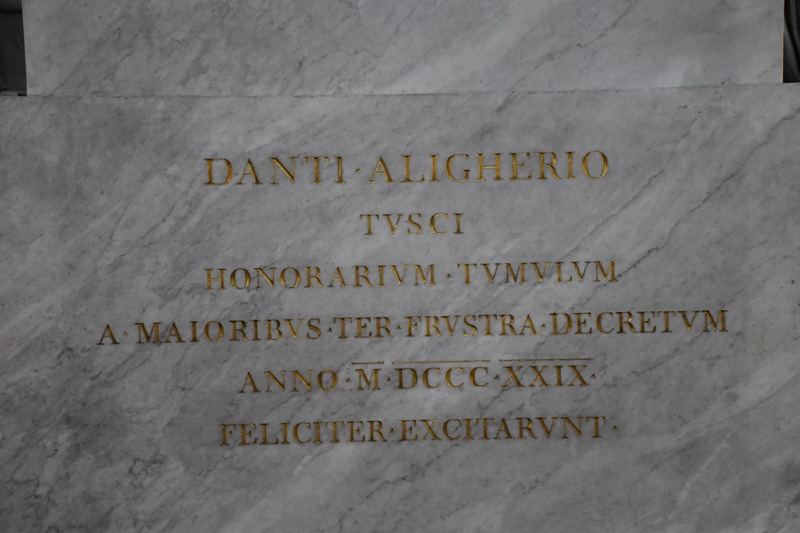 DANTI·ALIGHERIO
TVSCI
HONORARIVM·TVMVLVM
A·MAIORIBVS·TER·FRVSTRA·DECRETVM
ANNO·M·DCCC·XXIX·
FELICITER·EXCITARVNT·